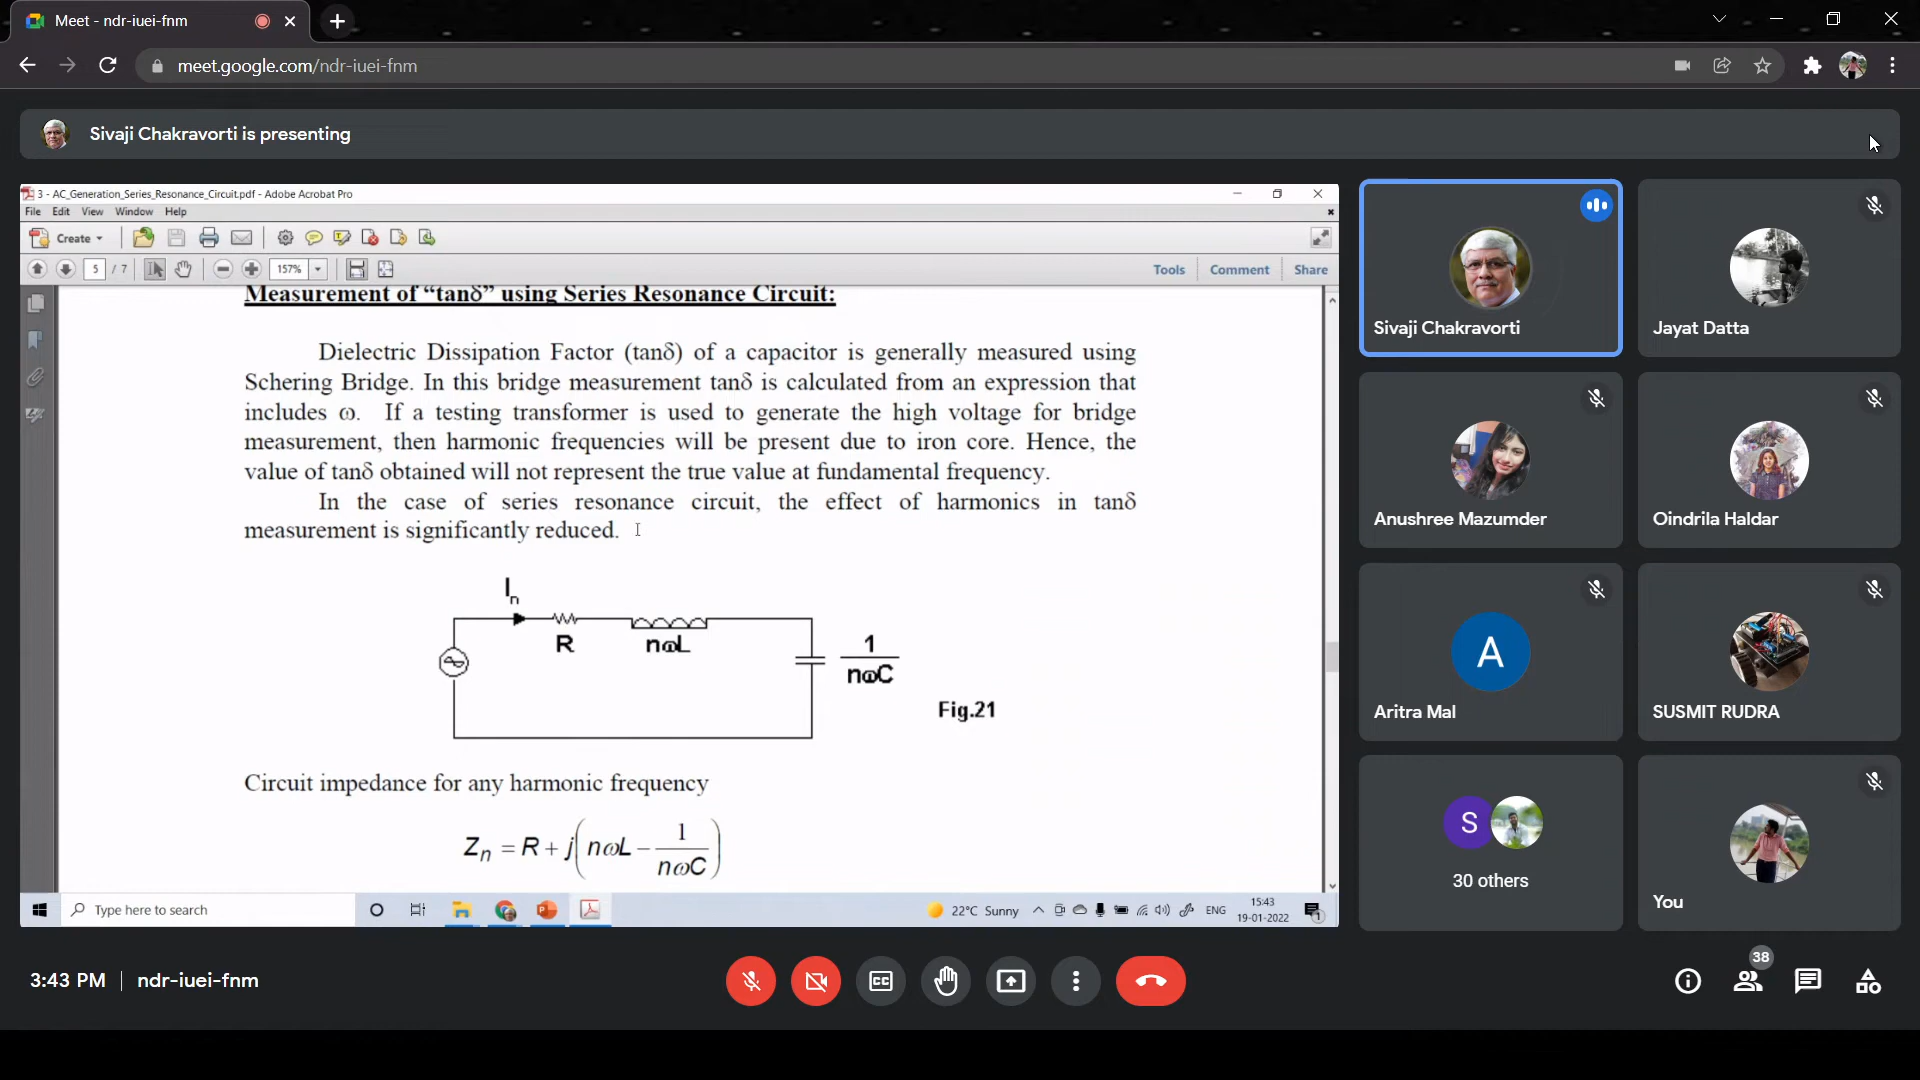 Meet - ndr-iuei-fnm
meet.google.com/ndr-iuei-fnm
Sivaji Chakravorti is presenting
3 - AC_Generation_Series_Resonance_Circuit.pdf - Adobe Acrobat Pro
File Edit View Window Help
Create
5 / 7 157% Tools Comment Share
Measurement of “tanδ” using Series Resonance Circuit:
Dielectric Dissipation Factor (tanδ) of a capacitor is generally measured using
Schering Bridge. In this bridge measurement tanδ is calculated from an expression that
includes ω. If a testing transformer is used to generate the high voltage for bridge
measurement, then harmonic frequencies will be present due to iron core. Hence, the
value of tanδ obtained will not represent the true value at fundamental frequency.
In the case of series resonance circuit, the effect of harmonics in tanδ
measurement is significantly reduced.
In
R
nωL
1
nωC
Fig.21
Circuit impedance for any harmonic frequency
Zn = R + j(nωL - 1/nωC)
Type here to search
22°C Sunny
ENG
15:43
19-01-2022
1
Sivaji Chakravorti
Jayat Datta
Anushree Mazumder
Oindrila Haldar
A
Aritra Mal
SUSMIT RUDRA
S
30 others
You
3:43 PM | ndr-iuei-fnm
CC
38